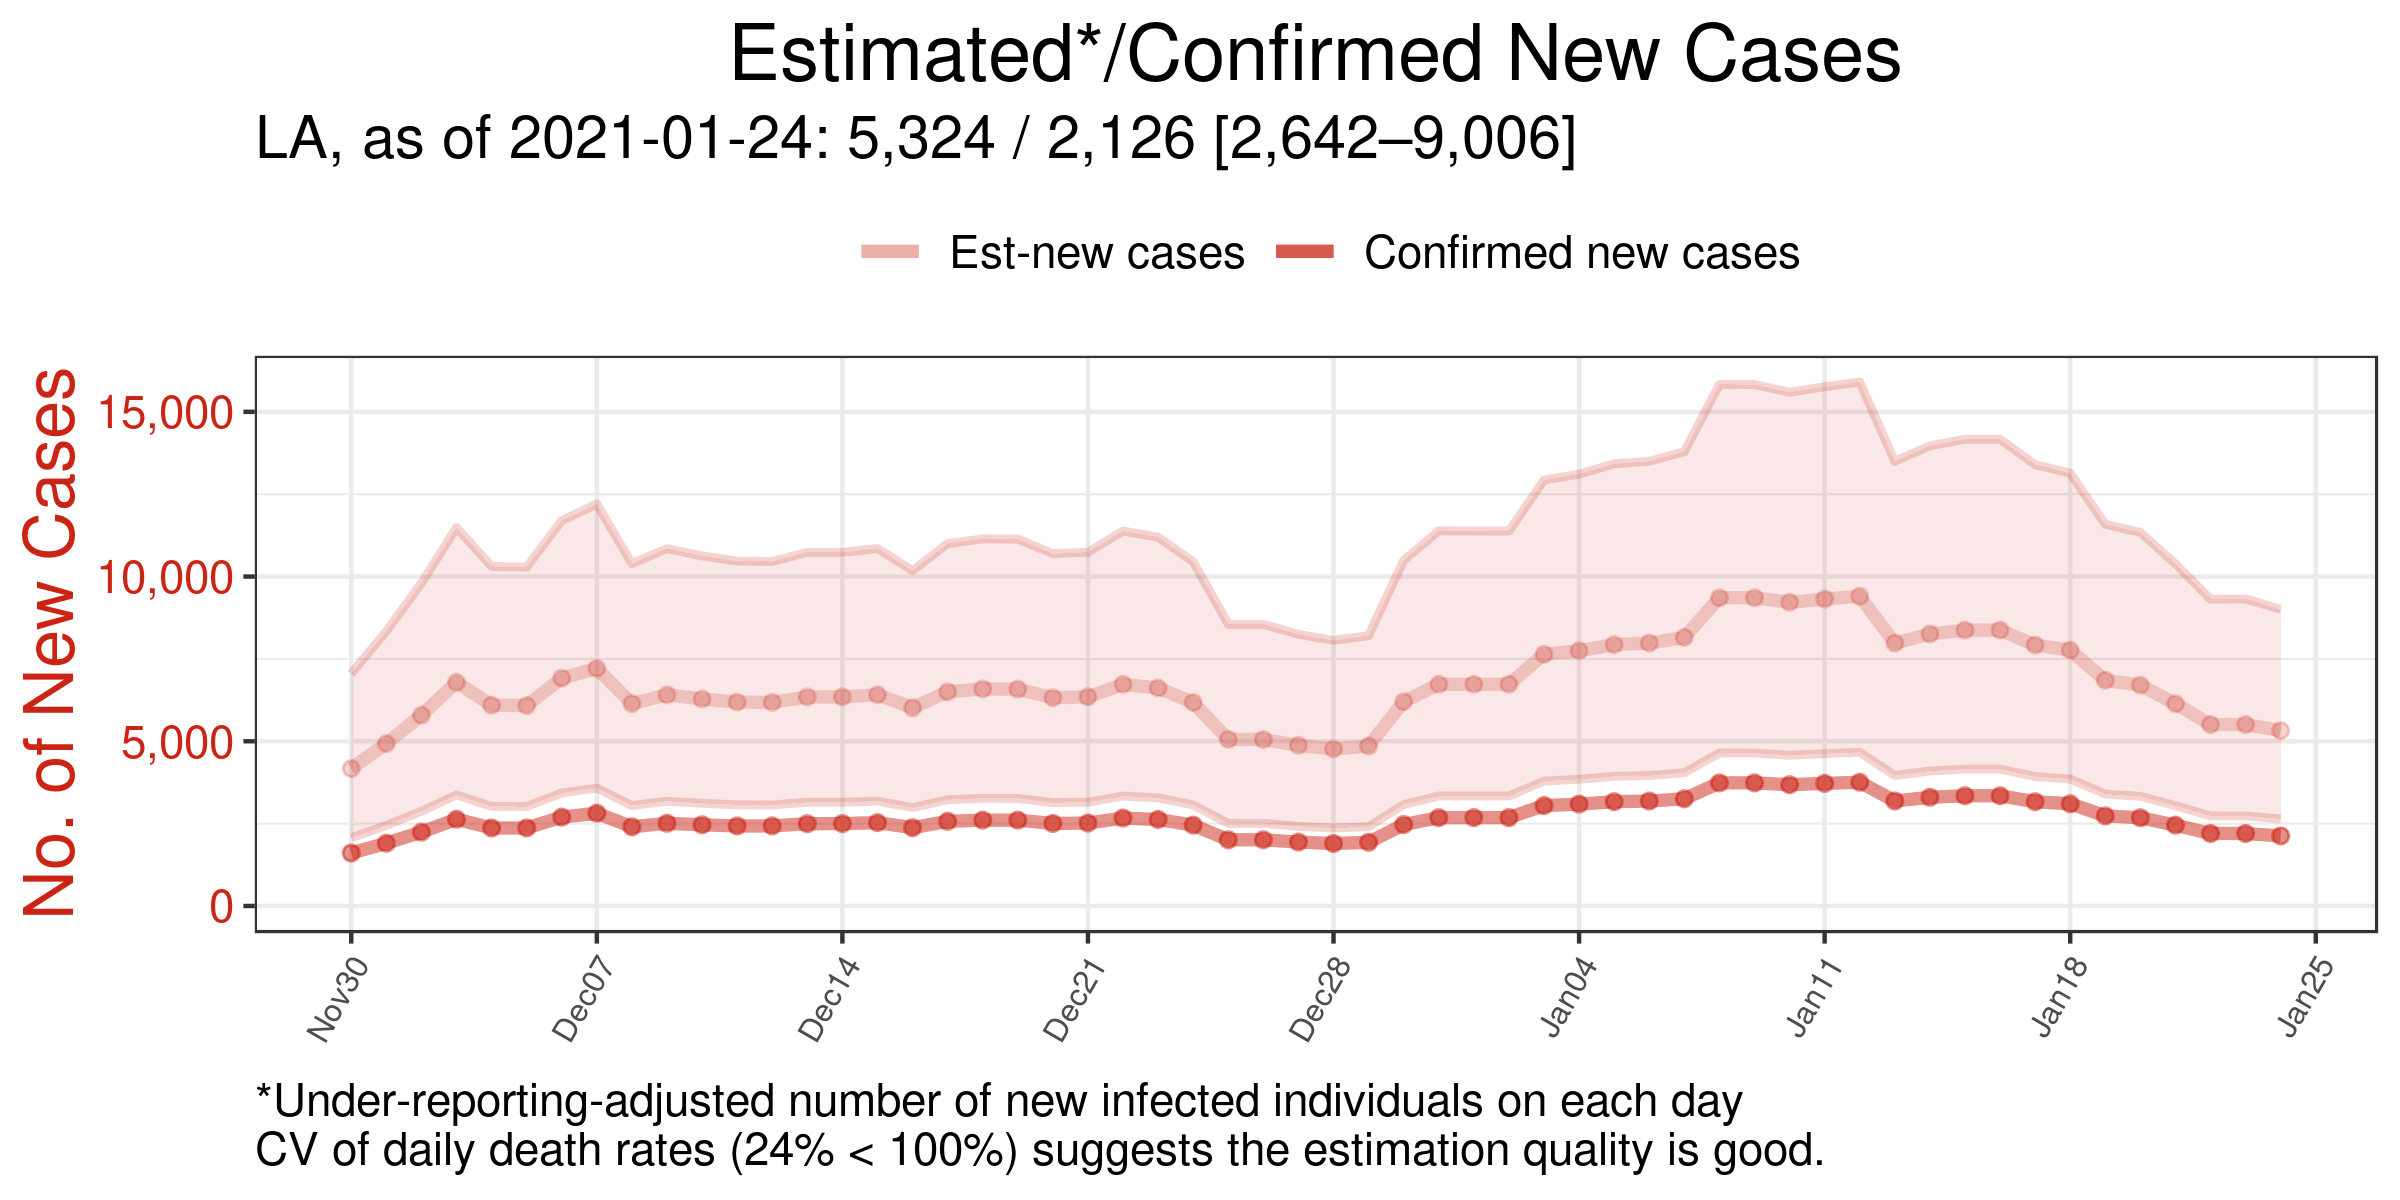 Estimated*/Confirmed New Cases
LA, as of 2021-01-24: 5,324 / 2,126 [2,642–9,006]
Est-new cases Confirmed new cases
No. of New Cases
15,000
10,000
5,000
0
Nov30 Dec07 Dec14 Dec21 Dec28 Jan04 Jan11 Jan18 Jan25
*Under-reporting-adjusted number of new infected individuals on each day
CV of daily death rates (24% < 100%) suggests the estimation quality is good.